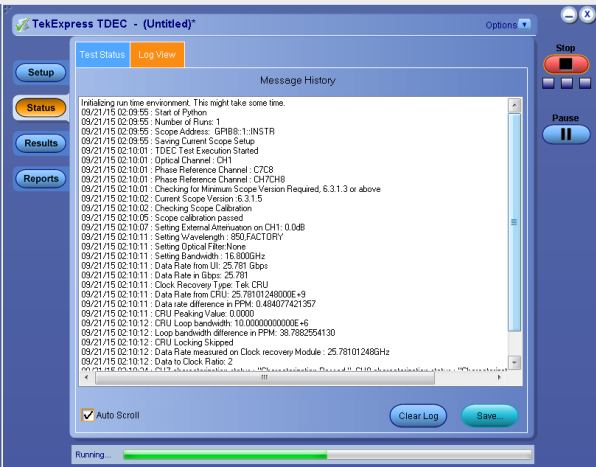 TekExpress TDEC - (Untitled)*
Options
Stop
Pause
Setup
Status
Results
Reports
Test Status
Log View
Message History
Initializing run time environment. This might take some time.
09/21/15 02:09:55 : Start of Python
09/21/15 02:09:55 : Number of Runs: 1
09/21/15 02:09:55 : Scope Address: GPIB8::1::INSTR
09/21/15 02:09:55 : Saving Current Scope Setup
09/21/15 02:10:01 : TDEC Test Execution Started
09/21/15 02:10:01 : Optical Channel : CH1
09/21/15 02:10:01 : Phase Reference Channel : C7C8
09/21/15 02:10:01 : Phase Reference Channel : CH7CH8
09/21/15 02:10:01 : Checking for Minimum Scope Version Required, 6.3.1.3 or above
09/21/15 02:10:02 : Current Scope Version :6.3.1.5
09/21/15 02:10:02 : Checking Scope Calibration
09/21/15 02:10:05 : Scope calibration passed
09/21/15 02:10:07 : Setting External Attenuation on CH1: 0.0dB
09/21/15 02:10:11 : Setting Wavelength : 850,FACTORY
09/21/15 02:10:11 : Setting Optical Filter:None
09/21/15 02:10:11 : Setting Bandwidth : 16.800GHz
09/21/15 02:10:11 : Data Rate from UI: 25.781 Gbps
09/21/15 02:10:11 : Data Rate in Gbps: 25.781
09/21/15 02:10:11 : Clock Recovery Type: Tek CRU
09/21/15 02:10:11 : Data Rate from CRU: 25.78101248000E+9
09/21/15 02:10:11 : Data rate difference in PPM: 0.484077421357
09/21/15 02:10:11 : CRU Peaking Value: 0.0000
09/21/15 02:10:12 : CRU Loop bandwidth: 10.00000000000E+6
09/21/15 02:10:12 : Loop bandwidth difference in PPM: 38.7882554130
09/21/15 02:10:12 : CRU Locking Skipped
09/21/15 02:10:12 : Data Rate measured on Clock recovery Module : 25.78101248GHz
09/21/15 02:10:12 : Data to Clock Ratio: 2
Auto Scroll
Clear Log
Save...
Running...